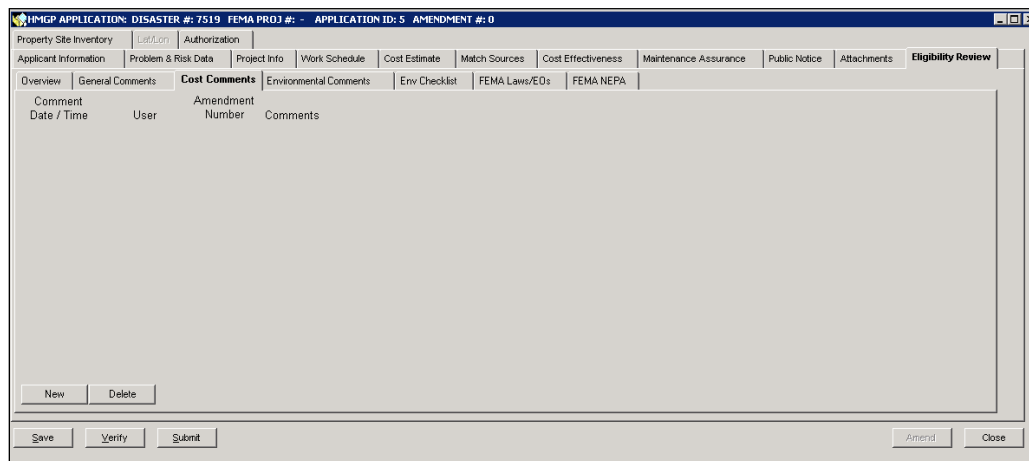 HMGP APPLICATION: DISASTER #: 7519 FEMA PROJ #: - APPLICATION ID: 5 AMENDMENT #: 0
Property Site Inventory Lat/Lon Authorization
Applicant Information Problem & Risk Data Project Info Work Schedule Cost Estimate Match Sources Cost Effectiveness Maintenance Assurance Public Notice Attachments Eligibility Review
Overview General Comments Cost Comments Environmental Comments Env Checklist FEMA Laws/EOs FEMA NEPA
Comment Amendment
Date / Time User Number Comments
New Delete
Save Verify Submit Amend Close